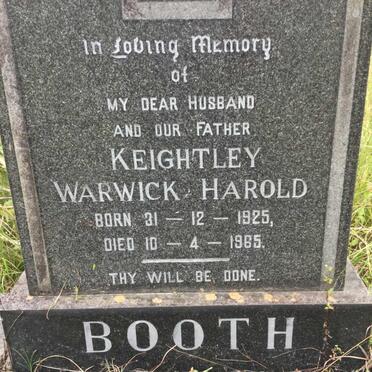 In Loving Memory
of
MY DEAR HUSBAND
AND OUR FATHER
KEIGHTLEY
WARWICK HAROLD
BORN 31 – 12 – 1925,
DIED 10 – 4 – 1965.
THY WILL BE DONE.
BOOTH